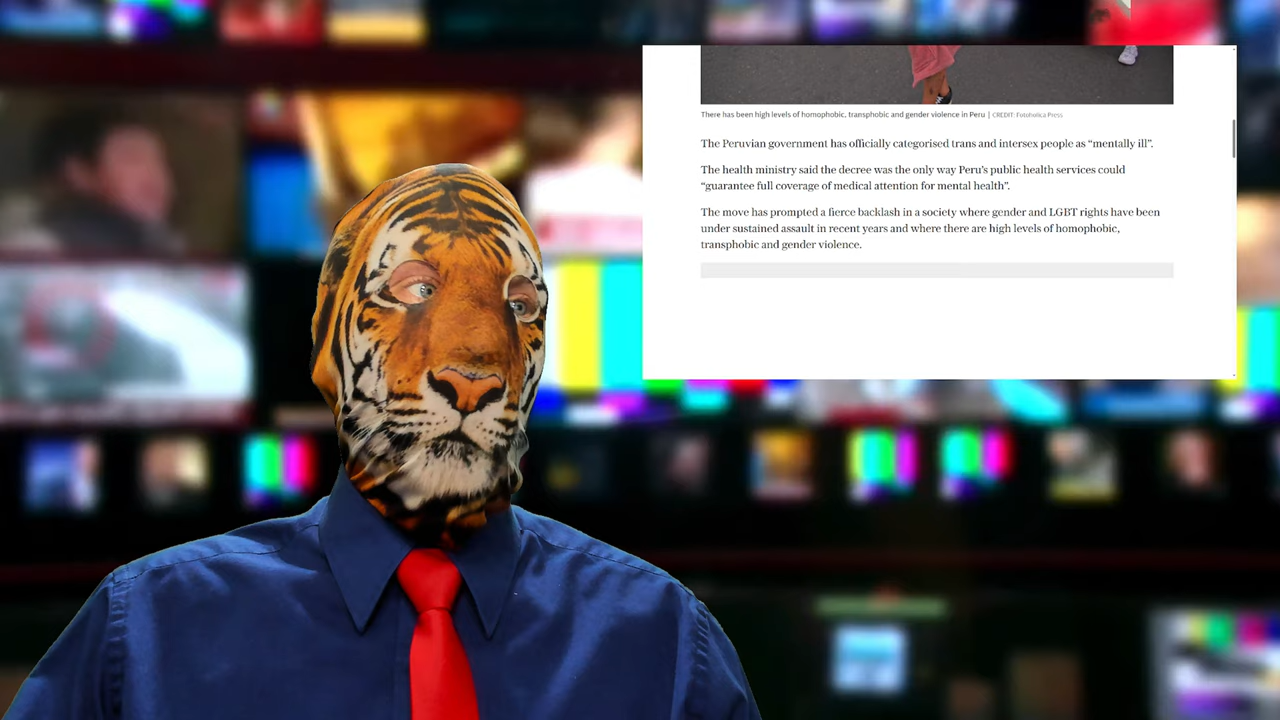 There has been high levels of homophobic, transphobic and gender violence in Peru | CREDIT: Fotoholica Press
The Peruvian government has officially categorised trans and intersex people as “mentally ill”.
The health ministry said the decree was the only way Peru’s public health services could
“guarantee full coverage of medical attention for mental health”.
The move has prompted a fierce backlash in a society where gender and LGBT rights have been
under sustained assault in recent years and where there are high levels of homophobic,
transphobic and gender violence.